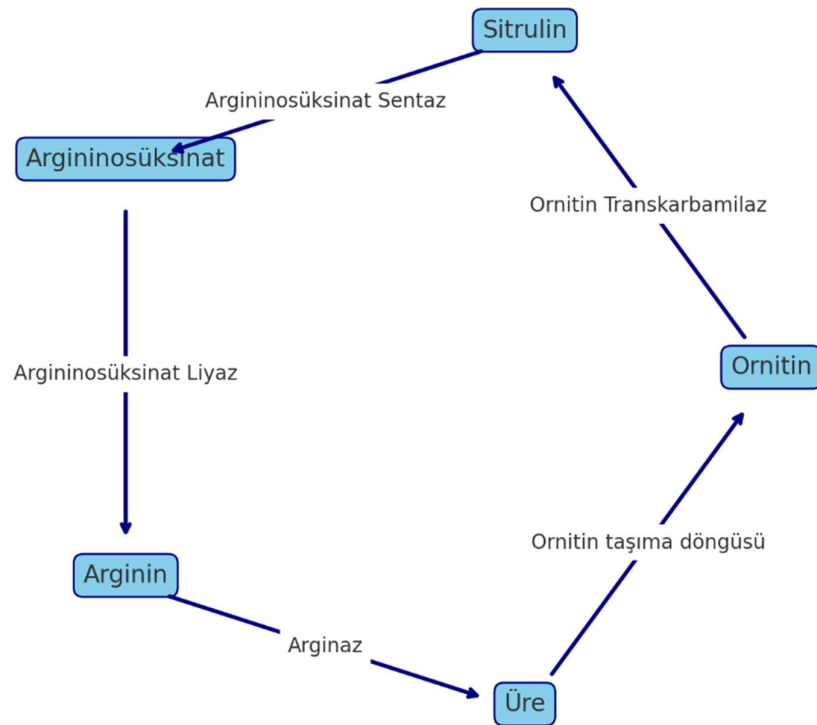 Sitrulin
Argininosüksinat Sentaz
Argininosüksinat
Ornitin Transkarbamilaz
Ornitin
Argininosüksinat Liyaz
Ornitin taşıma döngüsü
Arginin
Arginaz
Üre